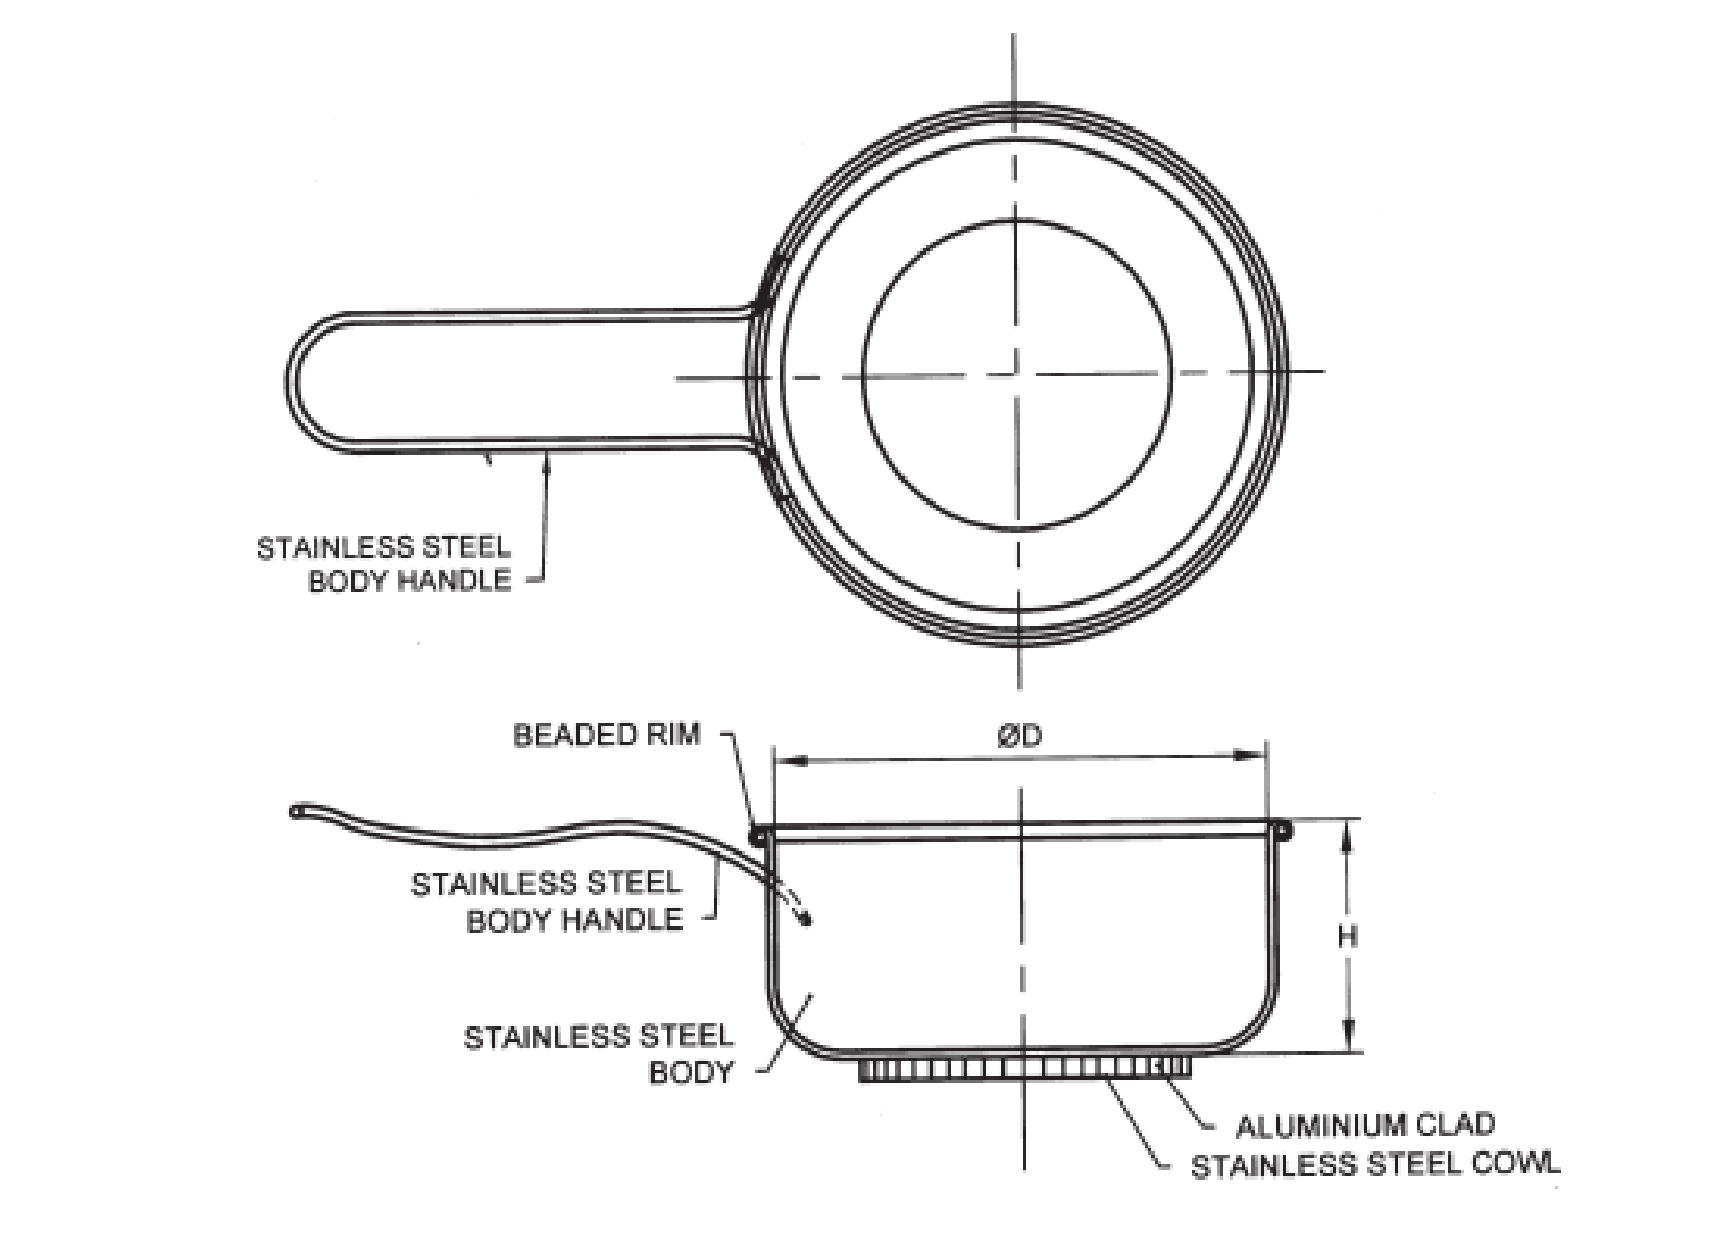 STAINLESS STEEL
BODY HANDLE
BEADED RIM
ØD
STAINLESS STEEL
BODY HANDLE
H
STAINLESS STEEL
BODY
ALUMINIUM CLAD
STAINLESS STEEL COWL